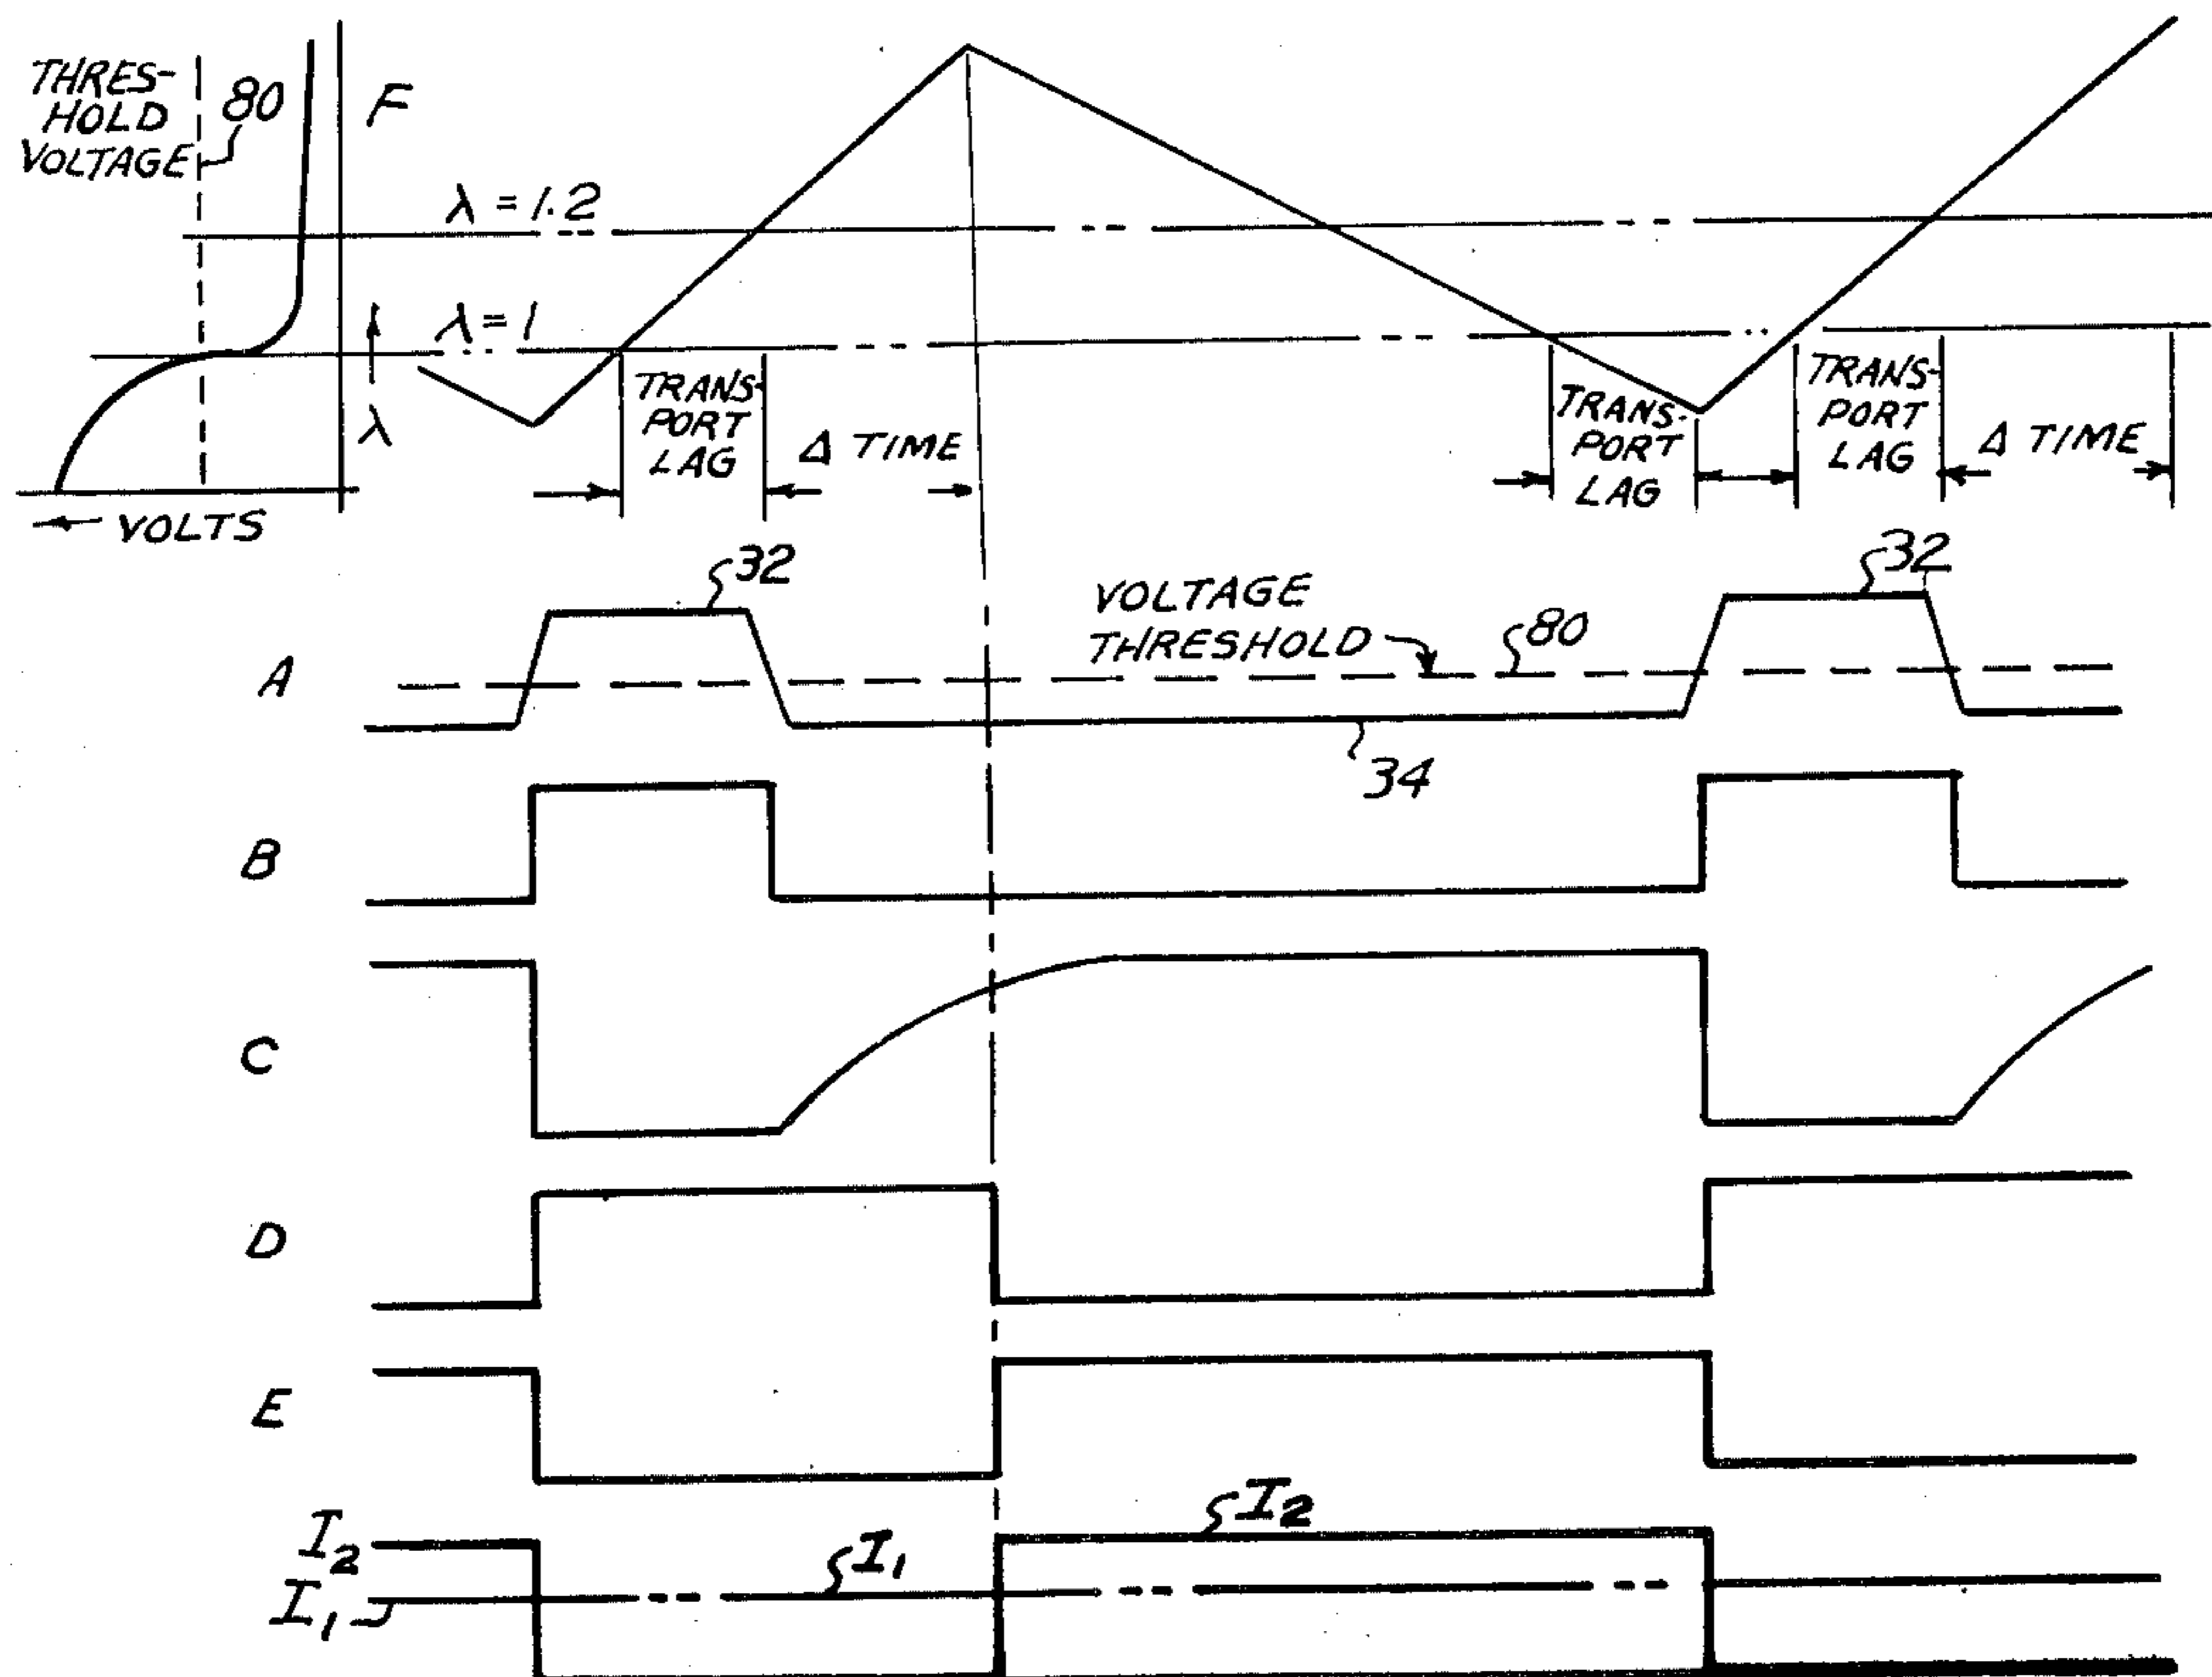 THRES-
HOLD
VOLTAGE
80
F
λ = 1.2
λ = 1
λ
VOLTS
TRANS-
PORT
LAG
Δ TIME
TRANS-
PORT
LAG
TRANS-
PORT
LAG
Δ TIME
32
VOLTAGE
THRESHOLD
80
32
A
34
B
C
D
E
I₂
I₂
I₁
I₁